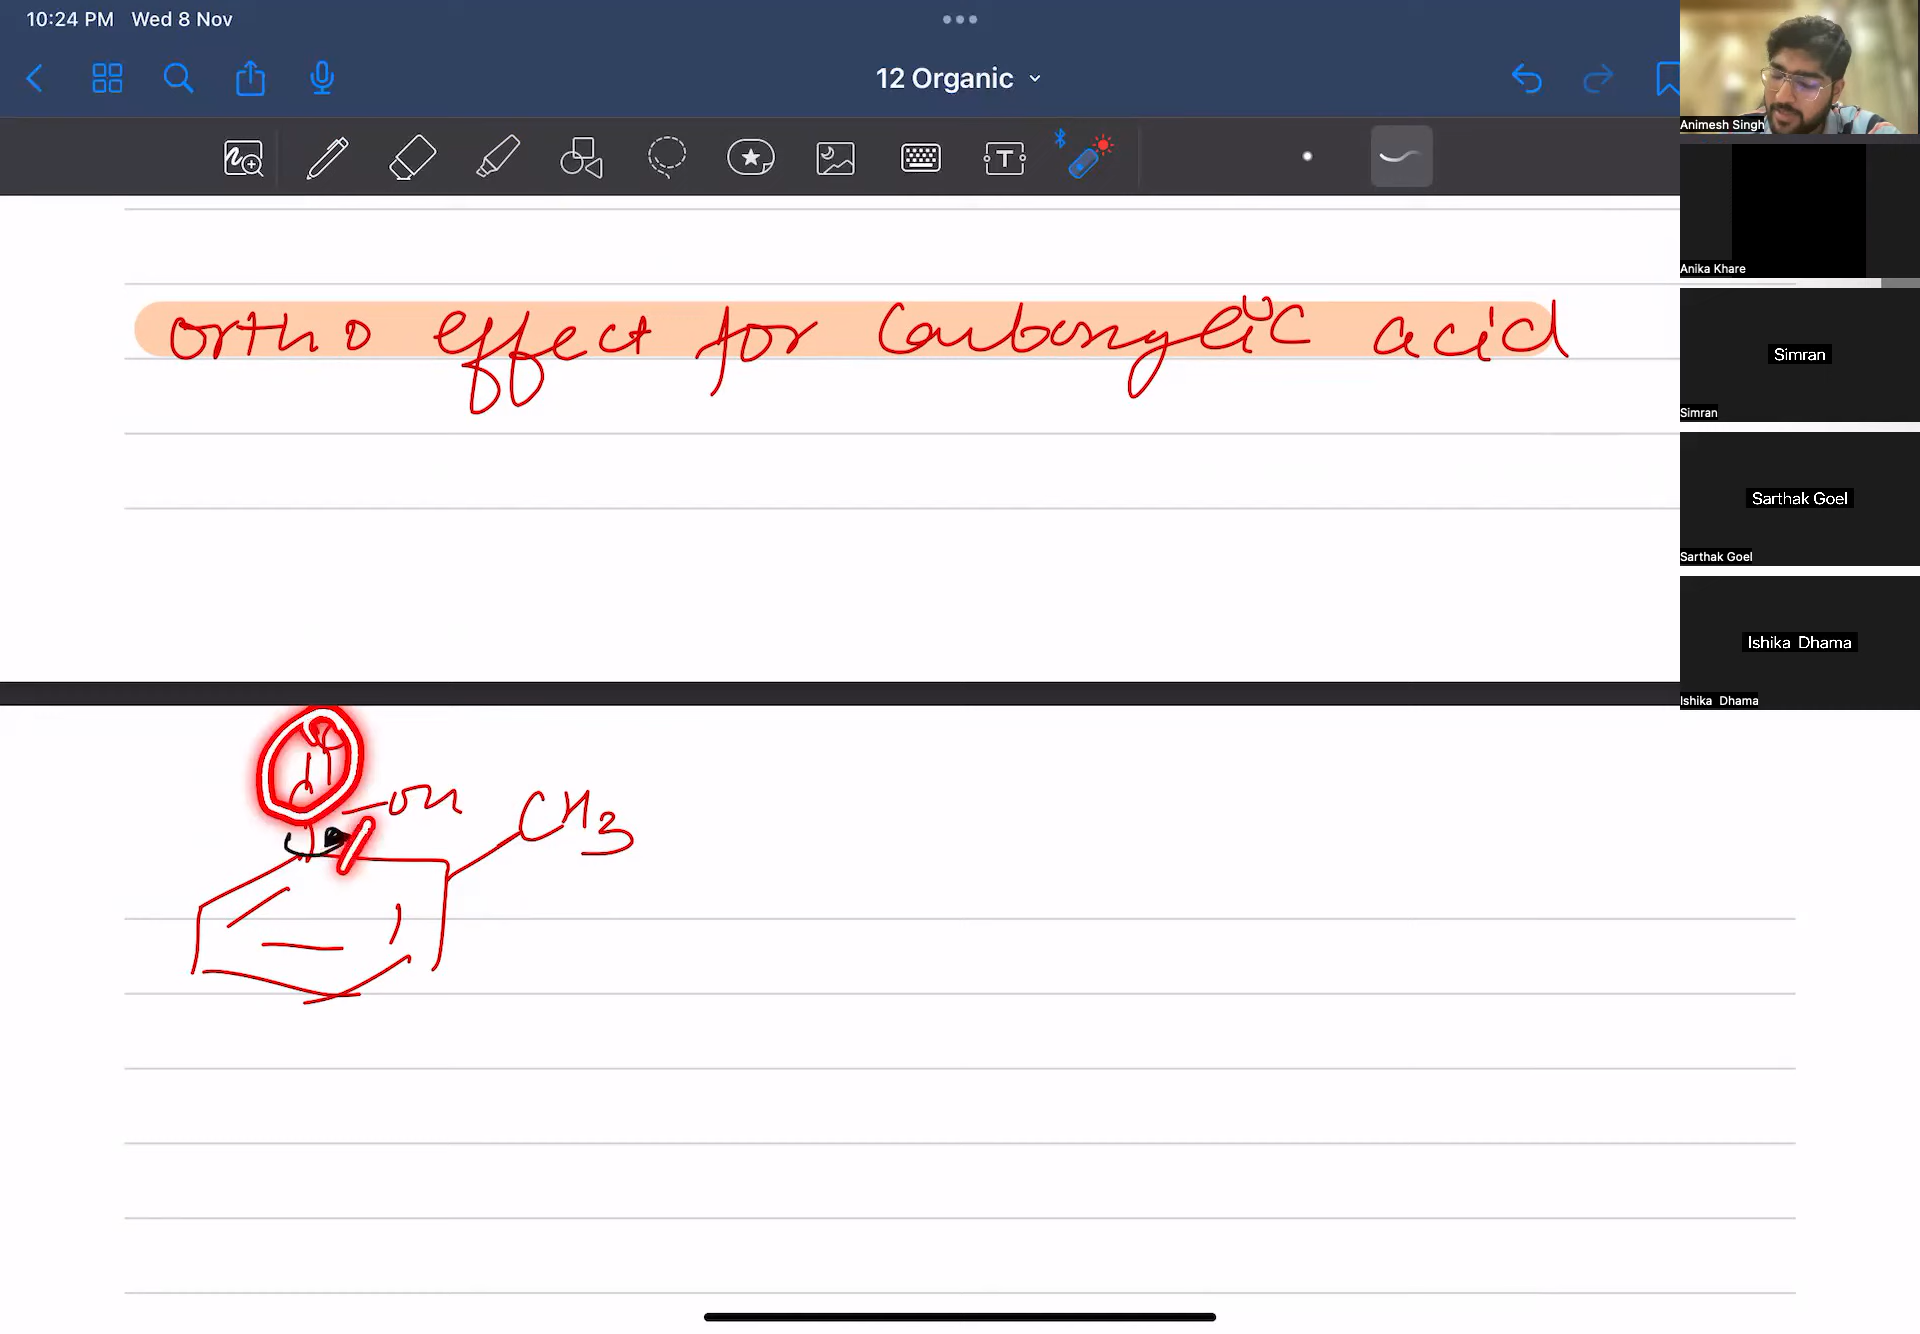 10:24 PM Wed 8 Nov
12 Organic
T
Animesh Singh
Anika Khare
Simran
Simran
Sarthak Goel
Sarthak Goel
Ishika Dhama
Ishika Dhama
ortho effect for Carboxylic acid
OH
CH3